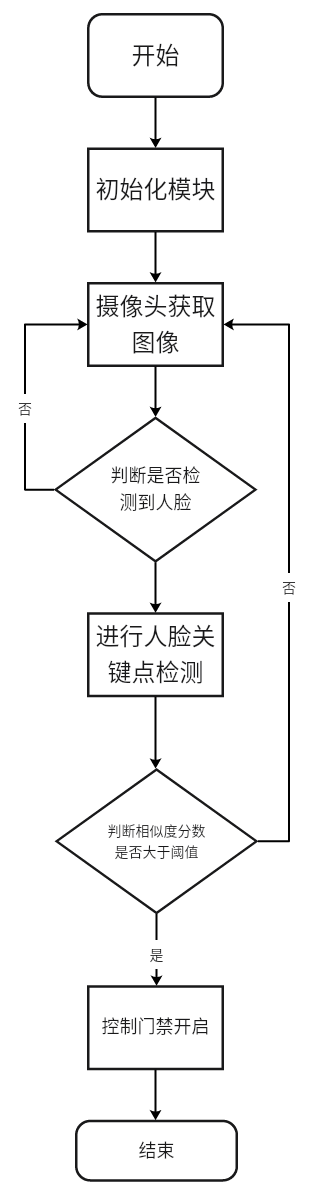 开始
初始化模块
摄像头获取
图像
否
判断是否检
测到人脸
否
进行人脸关
键点检测
判断相似度分数
是否大于阈值
是
控制门禁开启
结束